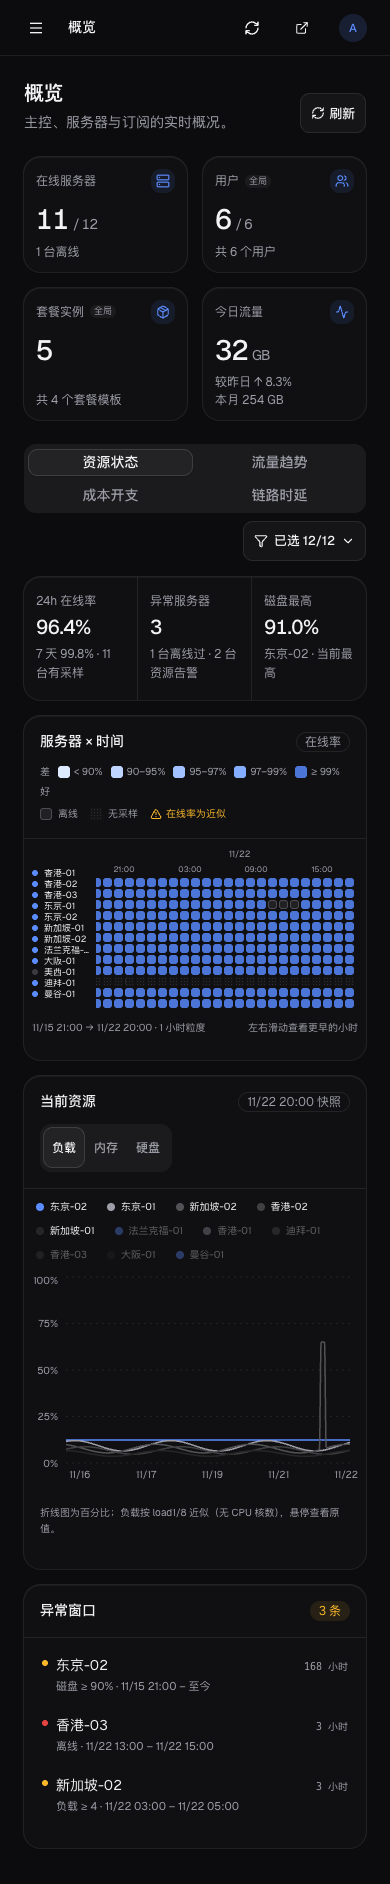 概览
A
概览
主控、服务器与订阅的实时概况。
刷新
在线服务器
11 / 12
1 台离线
用户 全局
6 / 6
共 6 个用户
套餐实例 全局
5
共 4 个套餐模板
今日流量
32 GB
较昨日 ↑ 8.3%
本月 254 GB
资源状态
流量趋势
成本开支
链路时延
已选 12/12
24h 在线率
96.4%
7 天 99.8% · 11
台有采样
异常服务器
3
1 台离线过 · 2 台
资源告警
磁盘最高
91.0%
东京-02 · 当前最
高
服务器 × 时间
在线率
差 < 90% 90–95% 95–97% 97–99% ≥ 99%
好
离线 无采样 在线率为近似
11/22
21:00 03:00 09:00 15:00
香港-01
香港-02
香港-03
东京-01
东京-02
新加坡-01
新加坡-02
法兰克福-…
大阪-01
美西-01
迪拜-01
曼谷-01
11/15 21:00 → 11/22 20:00 · 1 小时粒度
左右滑动查看更早的小时
当前资源
11/22 20:00 快照
负载 内存 硬盘
东京-02 东京-01 新加坡-02 香港-02
新加坡-01 法兰克福-01 香港-01 迪拜-01
香港-03 大阪-01 曼谷-01
100%
75%
50%
25%
0%
11/16 11/17 11/19 11/21 11/22
折线图为百分比；负载按 load1/8 近似（无 CPU 核数），悬停查看原
值。
异常窗口
3 条
东京-02
168 小时
磁盘 ≥ 90% · 11/15 21:00 – 至今
香港-03
3 小时
离线 · 11/22 13:00 – 11/22 15:00
新加坡-02
3 小时
负载 ≥ 4 · 11/22 03:00 – 11/22 05:00